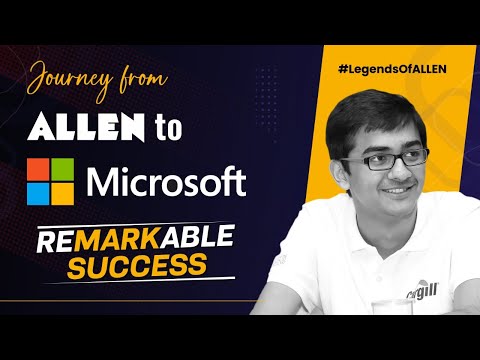 Journey from
#LegendsOfALLEN
ALLEN to
Microsoft
REMARKABLE
SUCCESS
Cargill